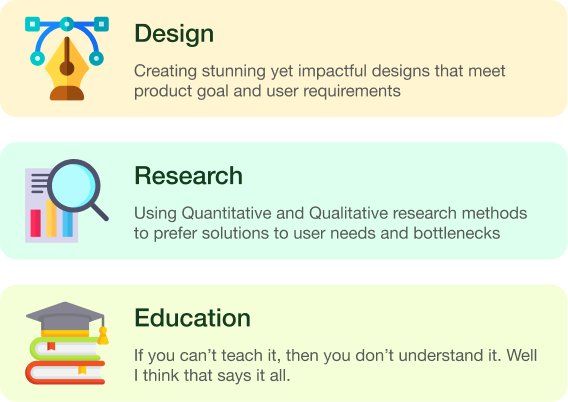 Design
Creating stunning yet impactful designs that meet
product goal and user requirements
Research
Using Quantitative and Qualitative research methods
to prefer solutions to user needs and bottlenecks
Education
If you can’t teach it, then you don’t understand it. Well
I think that says it all.